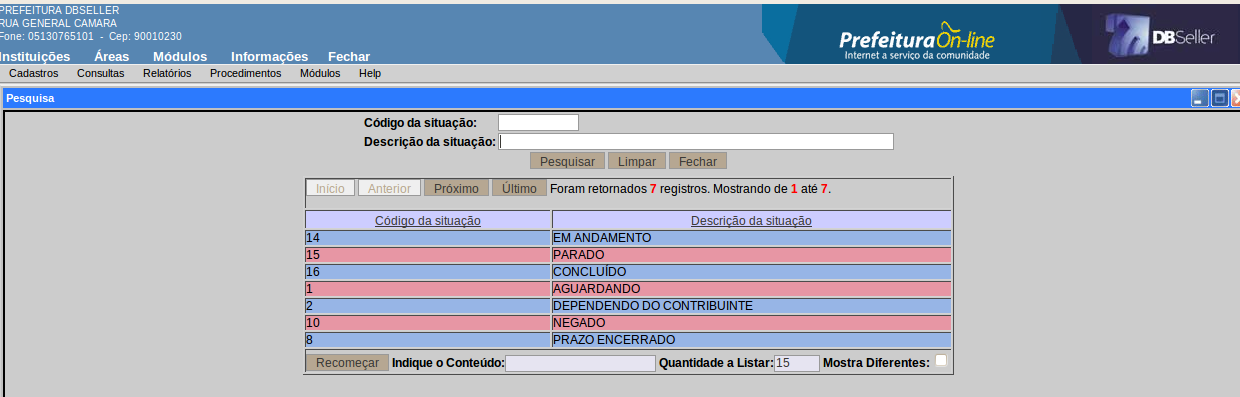 PREFEITURA DBSELLER
RUA GENERAL CAMARA
Fone: 05130765101 - Cep: 90010230
PrefeituraOn-line
Internet a serviço da comunidade
DBSeller
Instituições Áreas Módulos Informações Fechar
Cadastros Consultas Relatórios Procedimentos Módulos Help
Pesquisa
Código da situação:
Descrição da situação:
Pesquisar Limpar Fechar
Início Anterior Próximo Último Foram retornados 7 registros. Mostrando de 1 até 7.
Código da situação Descrição da situação
14 EM ANDAMENTO
15 PARADO
16 CONCLUÍDO
1 AGUARDANDO
2 DEPENDENDO DO CONTRIBUINTE
10 NEGADO
8 PRAZO ENCERRADO
Recomeçar Indique o Conteúdo: Quantidade a Listar: 15 Mostra Diferentes: